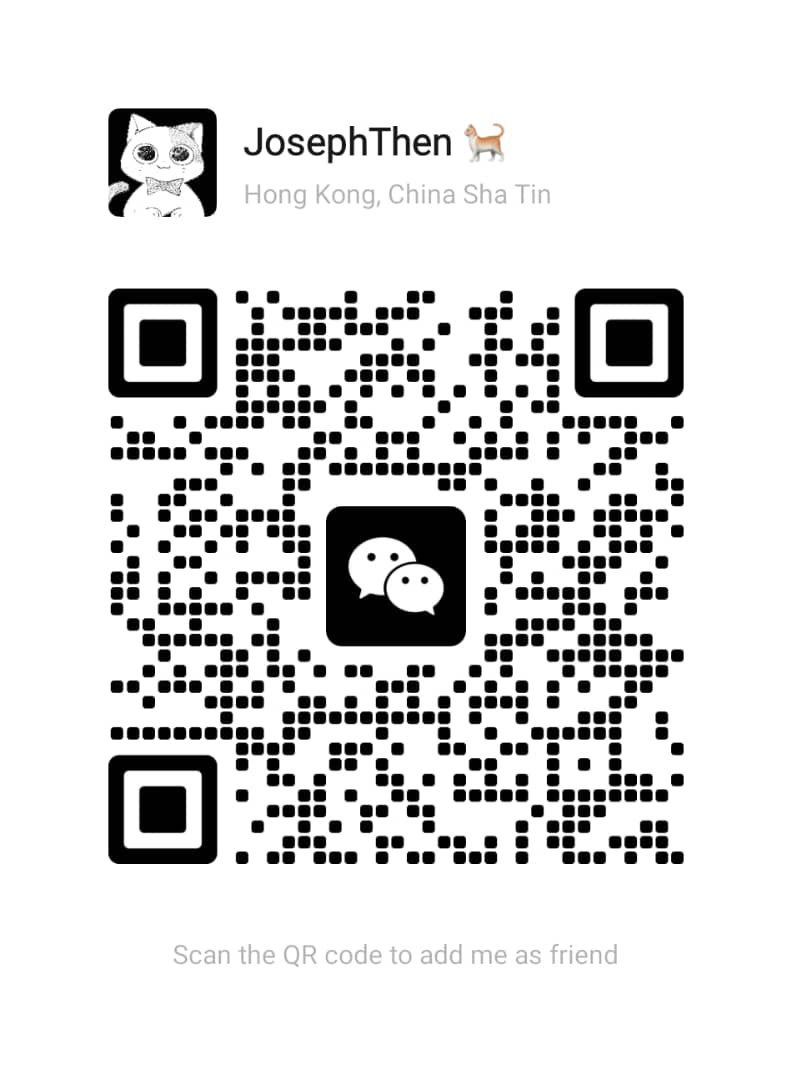 JosephThen 🐈
Hong Kong, China Sha Tin
Scan the QR code to add me as friend